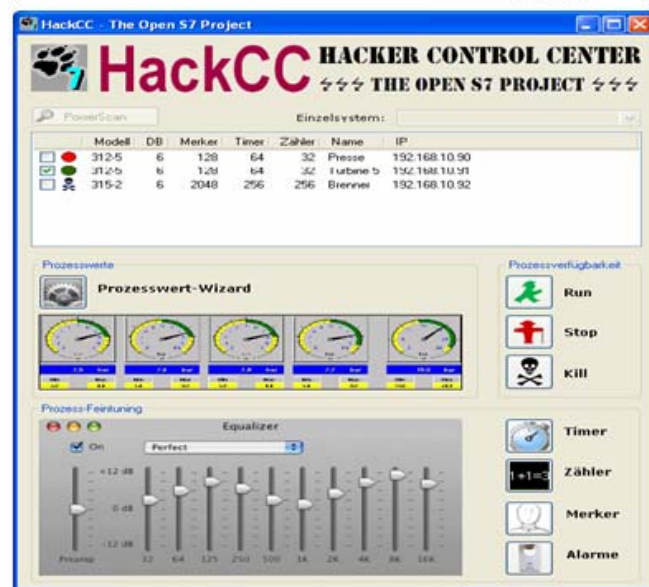 HackCC - The Open S7 Project
7 HackCC HACKER CONTROL CENTER
THE OPEN S7 PROJECT
PowerScan Einzelsystem:
Modell DB Merker Timer Zähler Name IP
312-5 6 128 64 32 Presse 192.168.10.90
312-5 6 128 64 32 Turbine 5 192.168.10.91
315-2 6 2048 256 256 Brenner 192.168.10.92
Prozesswerte
Prozesswert-Wizard
Prozessverfügbarkeit
Run
Stop
Kill
Prozess-Feintuning
Equalizer
On Perfect
+12 dB
0 dB
-12 dB
Preamp 32 64 125 250 500 1K 2K 4K 8K 16K
Timer
1+1=3 Zähler
Merker
Alarme